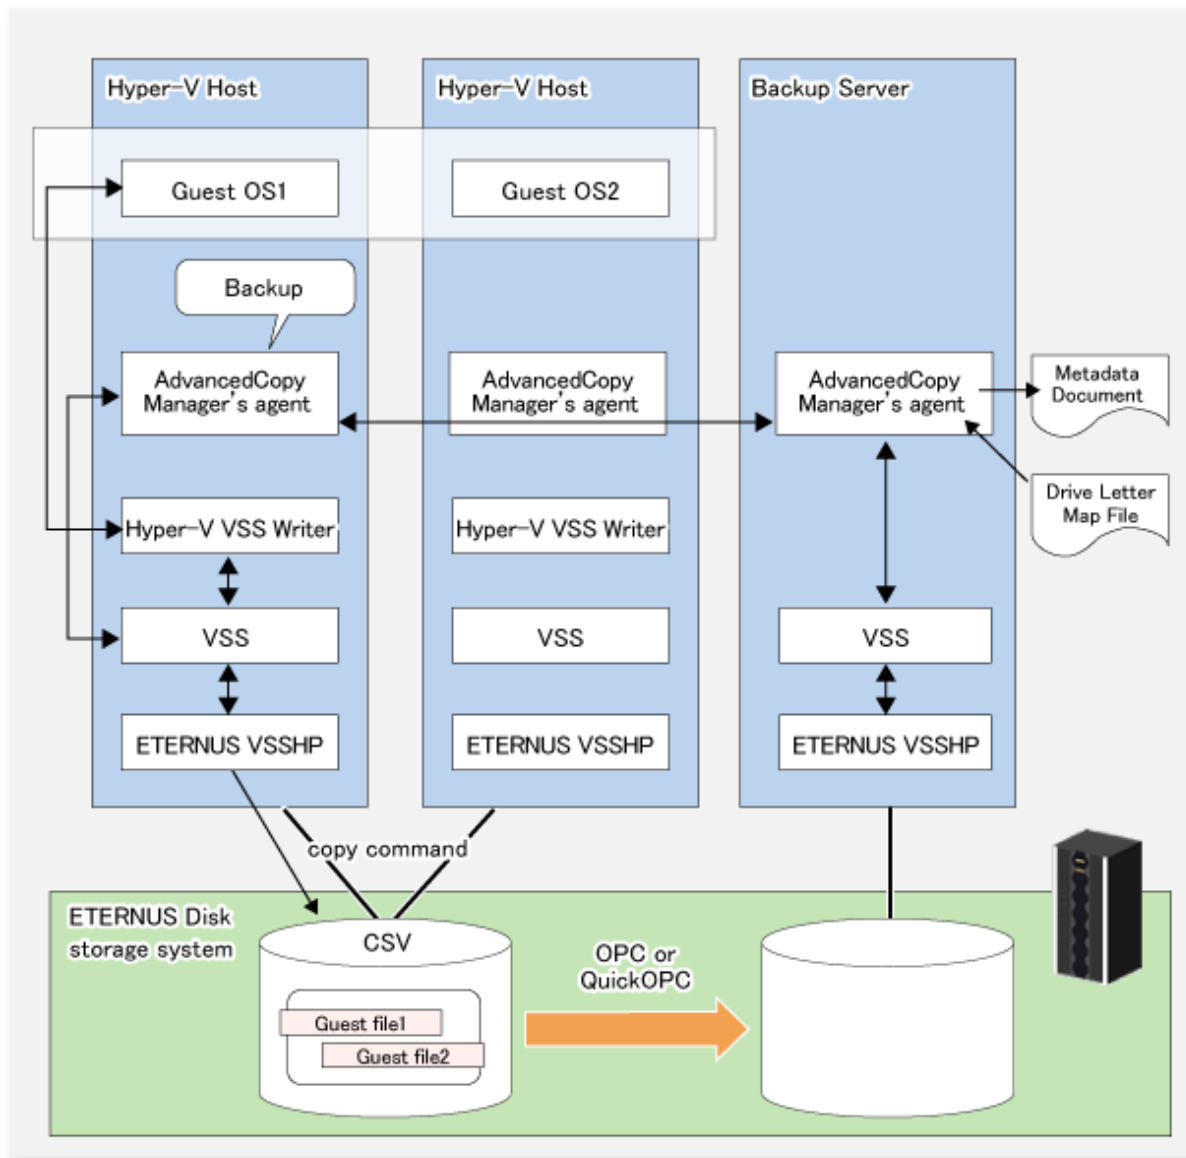 Hyper-V Host
Hyper-V Host
Backup Server
Guest OS1
Guest OS2
Backup
AdvancedCopy
Manager's agent
AdvancedCopy
Manager's agent
AdvancedCopy
Manager's agent
Metadata
Document
Drive Letter
Map File
Hyper-V VSS Writer
Hyper-V VSS Writer
VSS
VSS
VSS
ETERNUS VSSHP
ETERNUS VSSHP
ETERNUS VSSHP
copy command
ETERNUS Disk
storage system
CSV
OPC or
QuickOPC
Guest file1
Guest file2